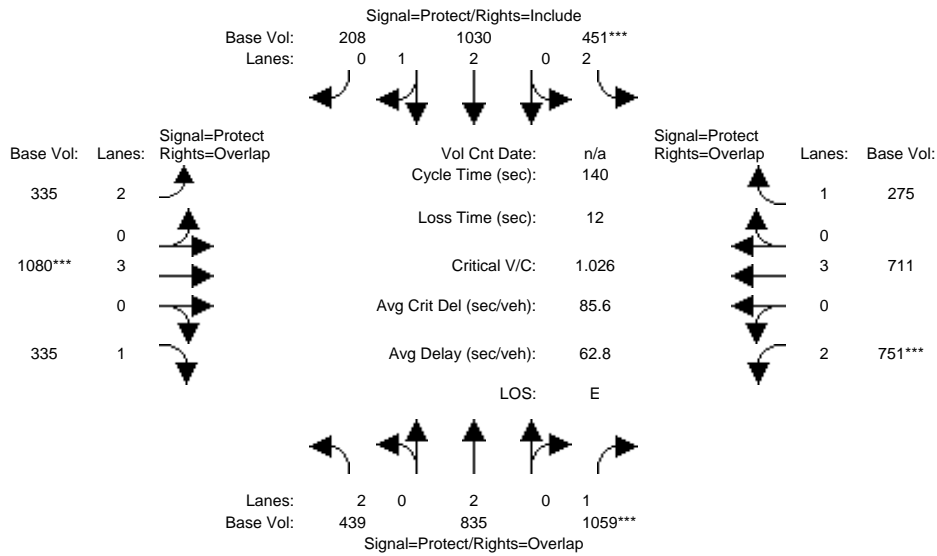 Signal=Protect/Rights=Include
Base Vol: 208 1030 451***
Lanes: 0 1 2 0 2
Signal=Protect
Base Vol: Lanes: Rights=Overlap
Vol Cnt Date: n/a
Signal=Protect
Rights=Overlap Lanes: Base Vol:
Cycle Time (sec): 140
335 2
1 275
Loss Time (sec): 12
0
0
1080*** 3
Critical V/C: 1.026
3 711
0
Avg Crit Del (sec/veh): 85.6
0
335 1
Avg Delay (sec/veh): 62.8
2 751***
LOS: E
Lanes: 2 0 2 0 1
Base Vol: 439 835 1059***
Signal=Protect/Rights=Overlap